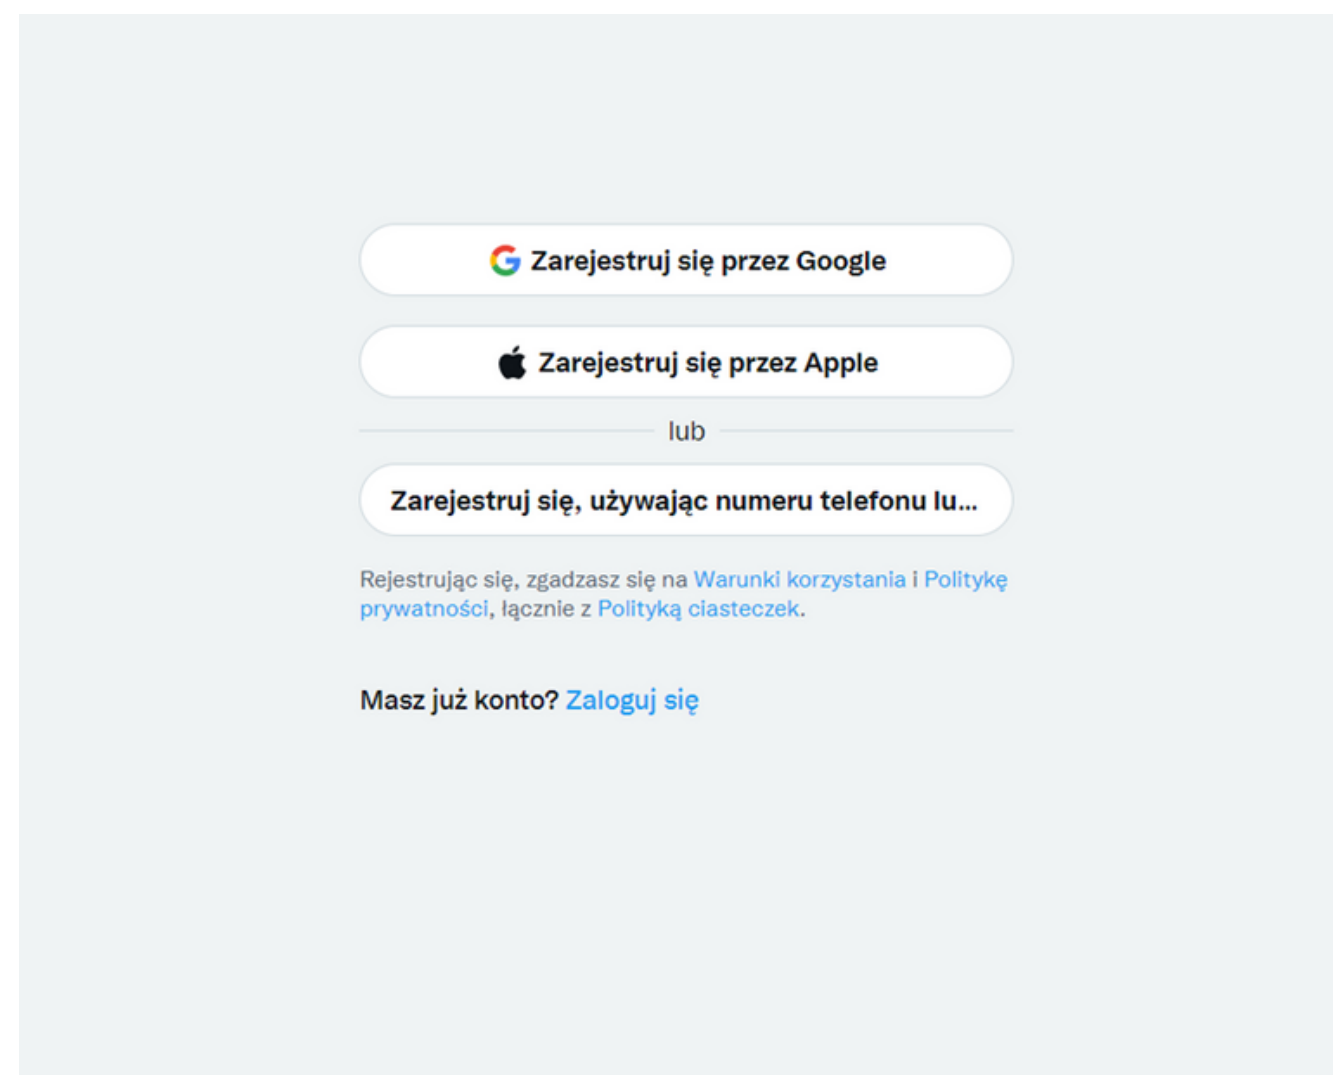 Zarejestruj się przez Google
Zarejestruj się przez Apple
lub
Zarejestruj się, używając numeru telefonu lu...
Rejestrując się, zgadzasz się na Warunki korzystania i Politykę
prywatności, łącznie z Polityką ciasteczek.
Masz już konto? Zaloguj się